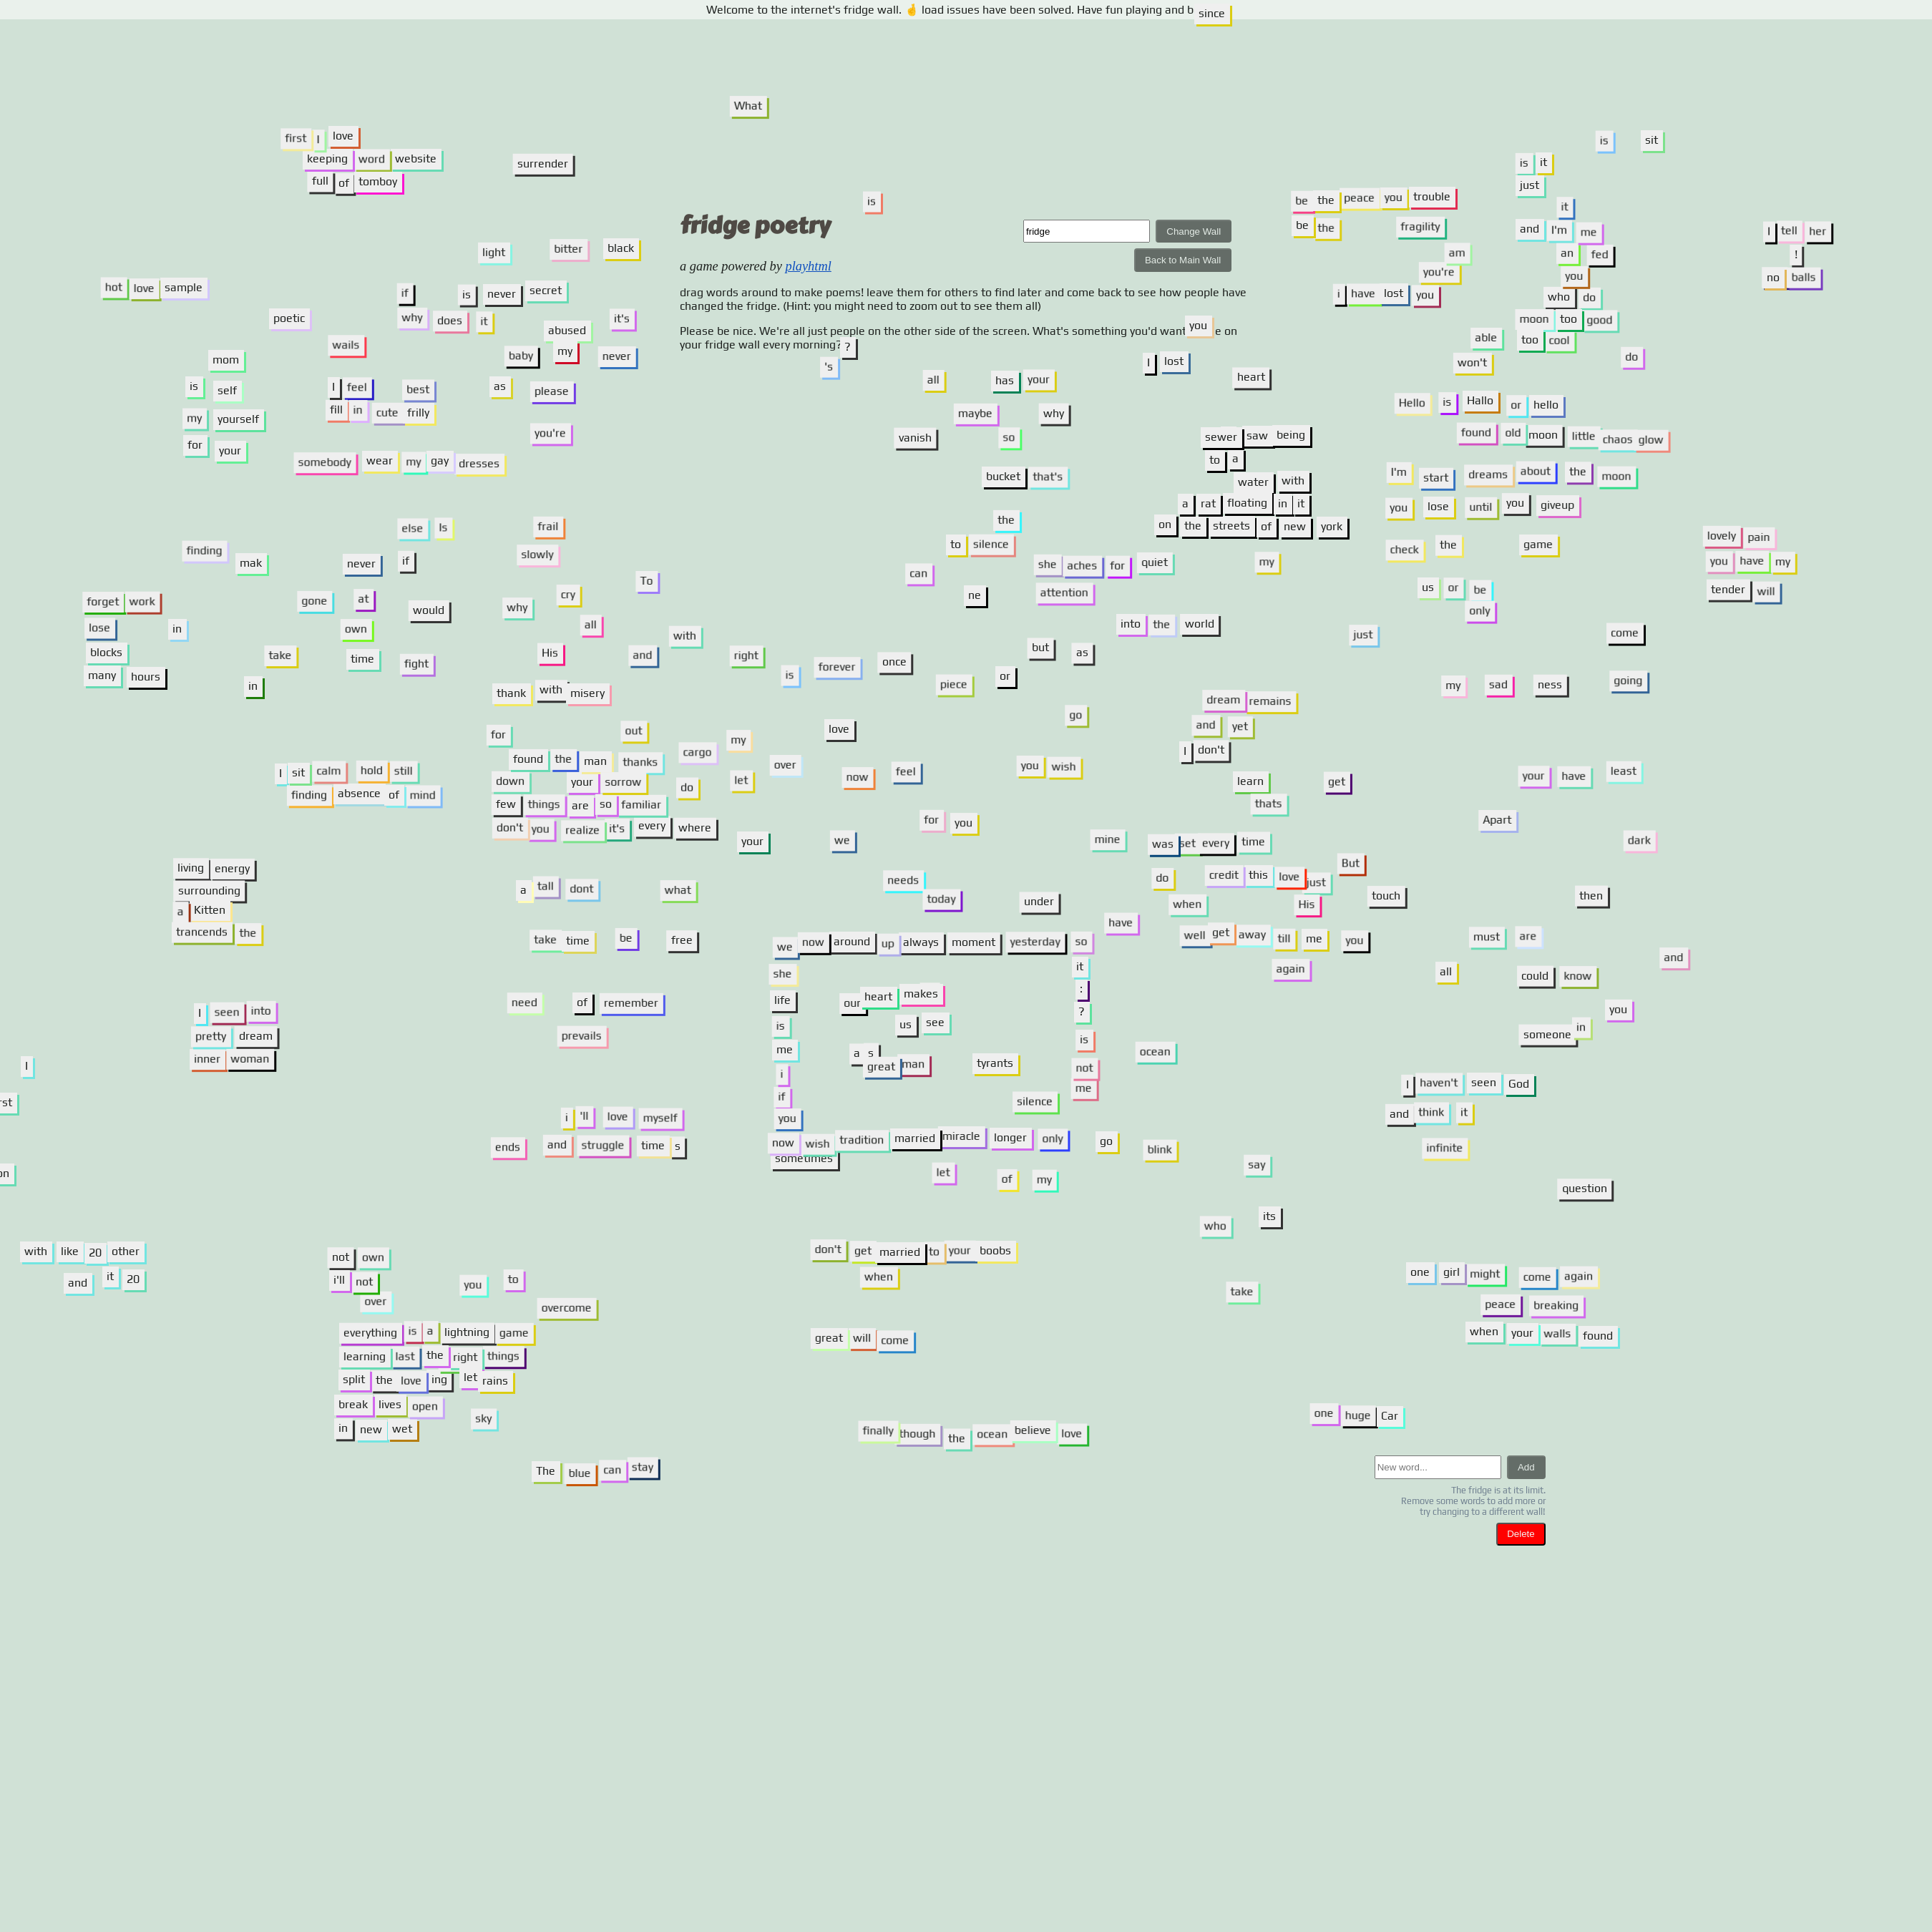 Welcome to the internet's fridge wall. ☝ load issues have been solved. Have fun playing and b since
What
first I love
keeping word website
full of tomboy
surrender
is
fridge poetry
fridge
Change Wall
Back to Main Wall
a game powered by playhtml
drag words around to make poems! leave them for others to find later and come back to see how people have
changed the fridge. (Hint: you might need to zoom out to see them all)
Please be nice. We're all just people on the other side of the screen. What's something you'd want you e on
your fridge wall every morning? ?
's
is sit
is it
just
it
and I'm me
an fed
you
who do
moon too good
too cool
able
won't
do
be the peace you trouble
be the fragility
am
you're
i have lost you
I tell her
!
no balls
light bitter black
hot love sample
if is never secret
poetic why does it abused it's
wails baby my never
mom
is self
my yourself
for your
I feel best as please
fill in cute frilly
you're
somebody wear my gay dresses
I lost
heart
all has your
maybe why
vanish so
bucket that's
the
to silence
can
ne
she aches for quiet
attention
my
sewer saw being
to a
water with
a rat floating in it
on the streets of new york
Hello is Hallo or hello
found old moon little chaos glow
I'm start dreams about the moon
you lose until you giveup
check the game
us or be
only
lovely pain
you have my
tender will
else Is frail
slowly
finding mak never if
forget work
lose in
blocks
many hours
gone at would
own
take time fight
in
To
why cry
all
with
His and
right
thank with misery
is forever once
piece or
but as
into the world
just come
my sad ness going
go
dream remains
and yet
I don't
for out
found the man thanks
down your sorrow
few things are so familiar
don't you realize it's every where
cargo my
do let
over
love
now feel
you wish
learn get
thats
your have least
Apart
dark
I sit calm hold still
finding absence of mind
for you
your we
mine
was set every time
do credit this love just
But
when His touch then
well get away till me you
again
must are
all could know
and
you
someone in
living energy
surrounding
a Kitten
trancends the
a tall dont what
needs
today
under
have
take time be free
we now around up always moment yesterday so
she it
life our heart makes :
is us see ?
me a s is
i great man tyrants not
if silence me
you
now wish tradition married miracle longer only go
sometimes
let of my
ocean
blink
say
need of remember
prevails
I seen into
pretty dream
inner woman
I
rst
on
i 'll love myself
ends and struggle time s
I haven't seen God
and think it
infinite
question
who its
with like 20 other
and it 20
not own
i'll not
over
you to
overcome
everything is a lightning game
learning last the right things
split the love ing let rains
break lives open
in new wet
sky
don't get married to your boobs
when
take
great will come
one girl might come again
peace breaking
when your walls found
one huge Car
finally though the ocean believe love
The blue can stay
New word...
Add
The fridge is at its limit.
Remove some words to add more or
try changing to a different wall!
Delete